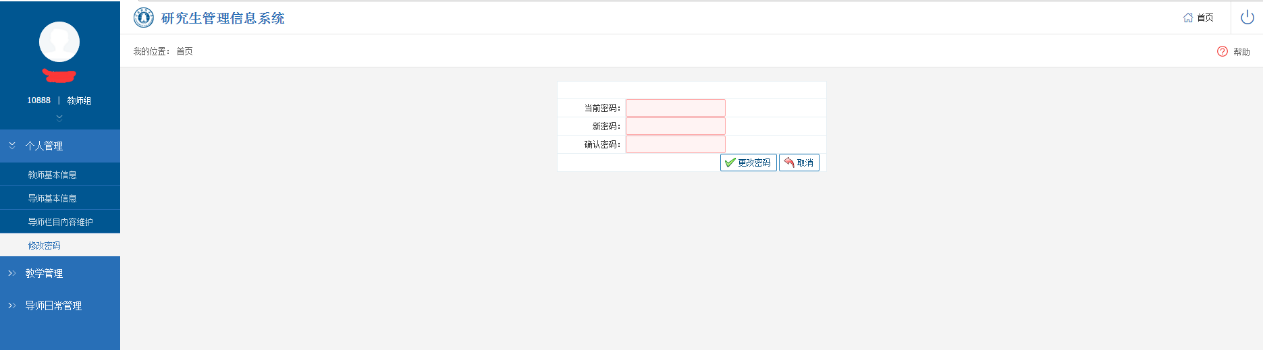 研究生管理信息系统
首页
我的位置： 首页
帮助
10888 | 教师组
个人管理
教师基本信息
导师基本信息
导师栏目内容维护
修改密码
教学管理
导师日常管理
当前密码：
新密码：
确认密码：
更改密码 取消